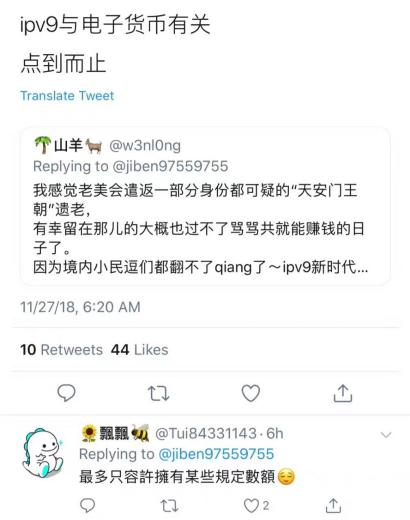 ipv9与电子货币有关
点到而止
Translate Tweet
🌴山羊🐐 @w3nl0ng
Replying to @jiben97559755
我感觉老美会遣返一部分身份都可疑的“天安门王
朝”遗老,
有幸留在那儿的大概也过不了骂骂共就能赚钱的日
子了。
因为境内小民逗们都翻不了qiang了～ipv9新时代...
11/27/18, 6:20 AM
10 Retweets 44 Likes
🌻飄飄🐝 @Tui84331143 · 6h
Replying to @jiben97559755
最多只容許擁有某些規定數額😌
2